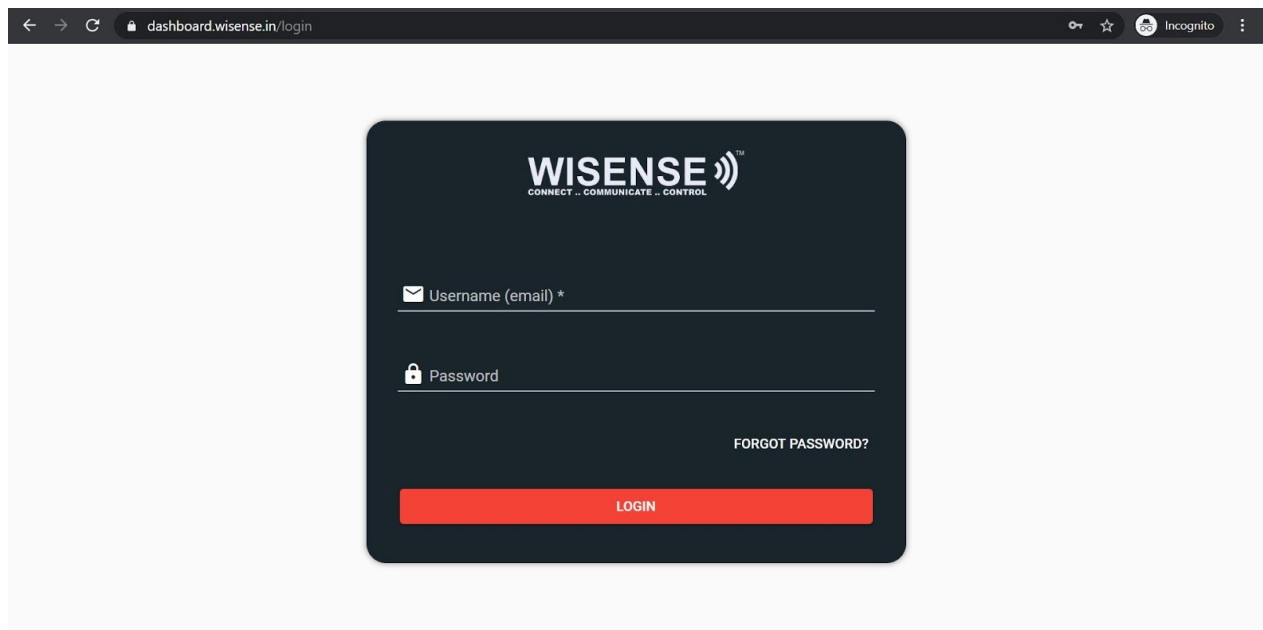 dashboard.wisense.in/login
Incognito
WISENSE TM
CONNECT .. COMMUNICATE .. CONTROL
Username (email) *
Password
FORGOT PASSWORD?
LOGIN